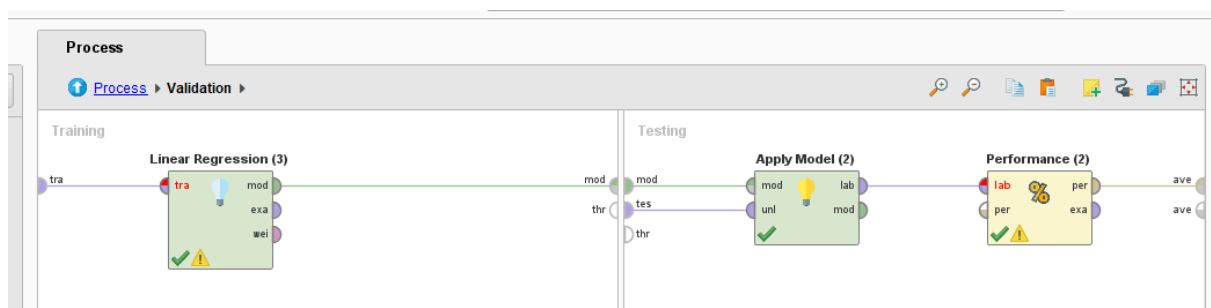 Process
Process Validation
Training
Testing
Linear Regression (3)
Apply Model (2)
Performance (2)
tra
tra
mod
exa
wei
mod
thr
mod
tes
thr
mod
unl
lab
mod
lab
per
per
exa
ave
ave